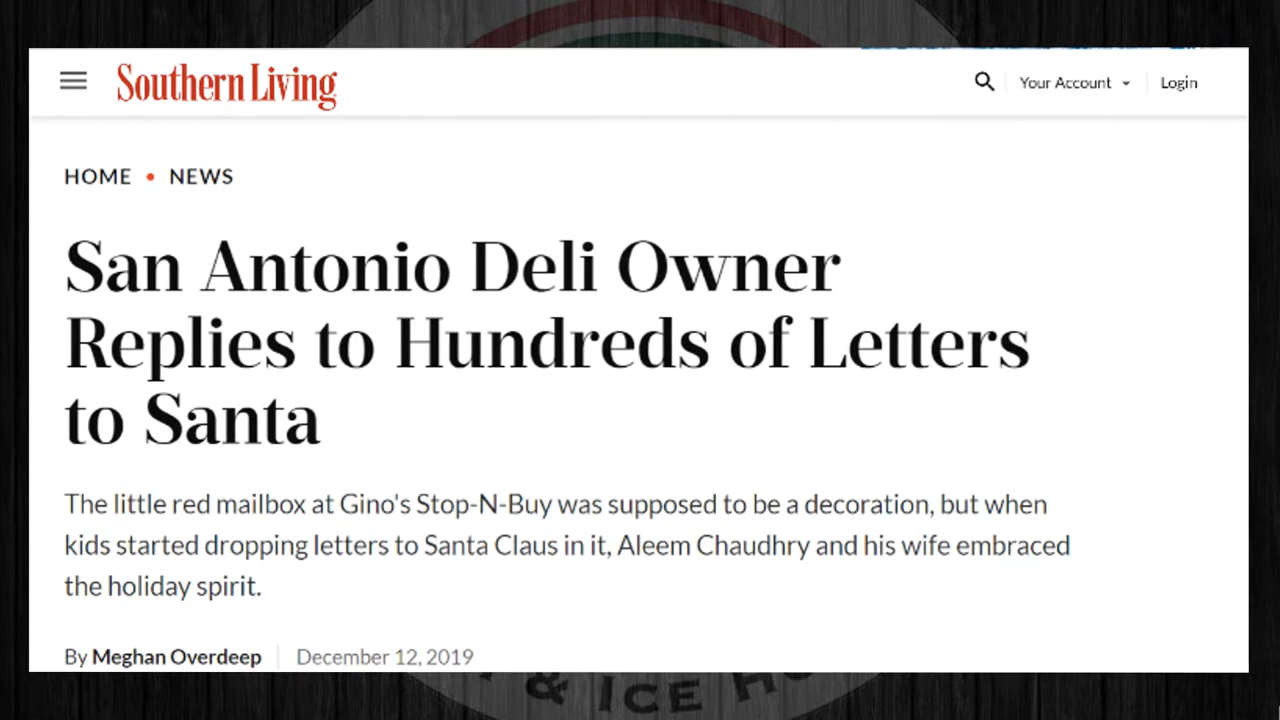 Southern Living
Your Account
Login
HOME • NEWS
San Antonio Deli Owner
Replies to Hundreds of Letters
to Santa
The little red mailbox at Gino's Stop-N-Buy was supposed to be a decoration, but when
kids started dropping letters to Santa Claus in it, Aleem Chaudhry and his wife embraced
the holiday spirit.
By Meghan Overdeep
December 12, 2019
& ICE